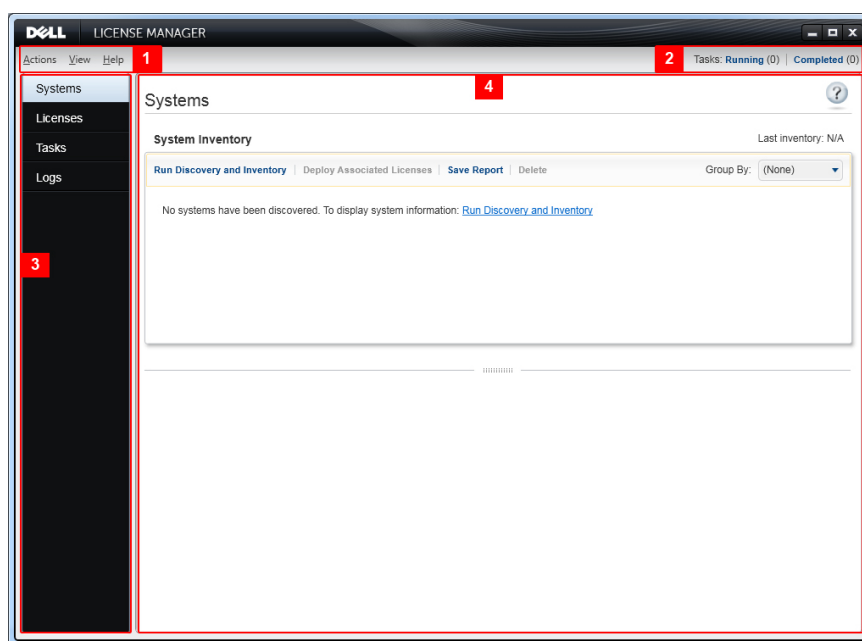 DELL LICENSE MANAGER
Actions View Help 1
2 Tasks: Running (0) | Completed (0)
Systems
Licenses
Tasks
Logs
3
4
Systems
?
System Inventory
Last inventory: N/A
Run Discovery and Inventory | Deploy Associated Licenses | Save Report | Delete
Group By: (None)
No systems have been discovered. To display system information: Run Discovery and Inventory